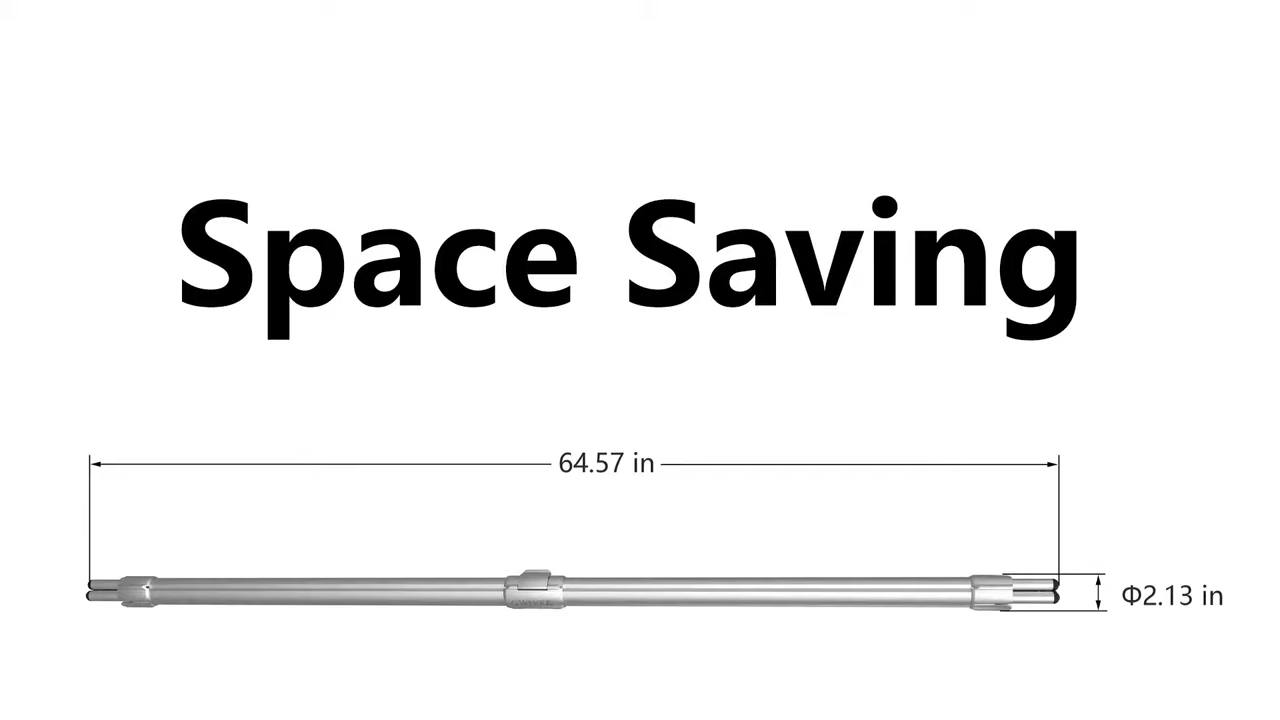 Space Saving
64.57 in
Φ2.13 in